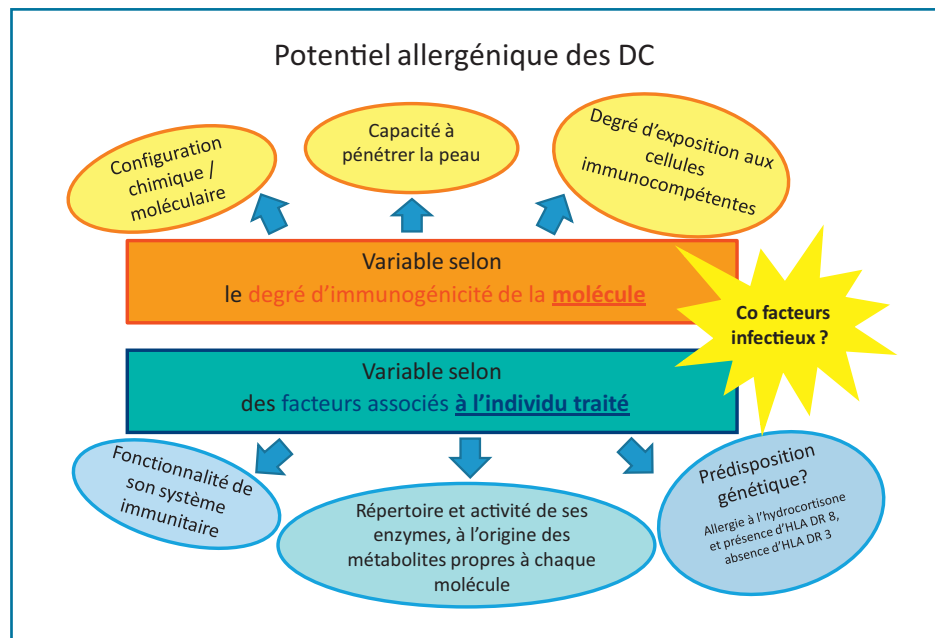 Potentiel allergénique des DC
Configuration
chimique /
moléculaire
Capacité à
pénétrer la peau
Degré d'exposition aux
cellules
immunocompétentes
Variable selon
le degré d'immunogénicité de la molécule
Co facteurs
infectieux ?
Variable selon
des facteurs associés à l'individu traité
Fonctionnalité de
son système
immunitaire
Répertoire et activité de ses
enzymes, à l'origine des
métabolites propres à chaque
molécule
Prédisposition
génétique?
Allergie à l'hydrocortisone
et présence d'HLA DR 8,
absence d'HLA DR 3